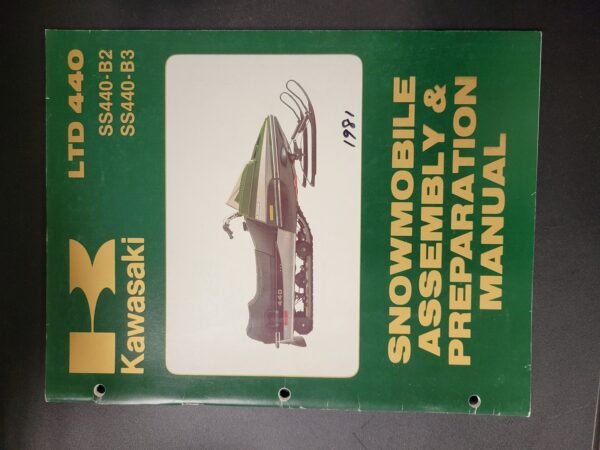 Kawasaki
LTD 440
SS440-B2
SS440-B3
1981
440
SNOWMOBILE
ASSEMBLY &
PREPARATION
MANUAL